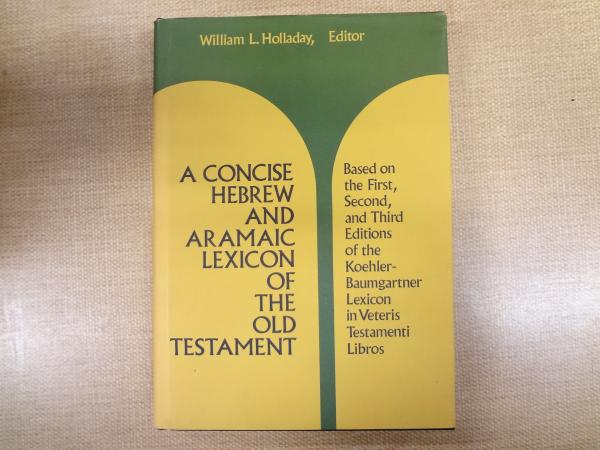 William L. Holladay, Editor
A CONCISE
HEBREW
AND
ARAMAIC
LEXICON
OF
THE
OLD
TESTAMENT
Based on
the First,
Second,
and Third
Editions
of the
Koehler-
Baumgartner
Lexicon
in Veteris
Testamenti
Libros